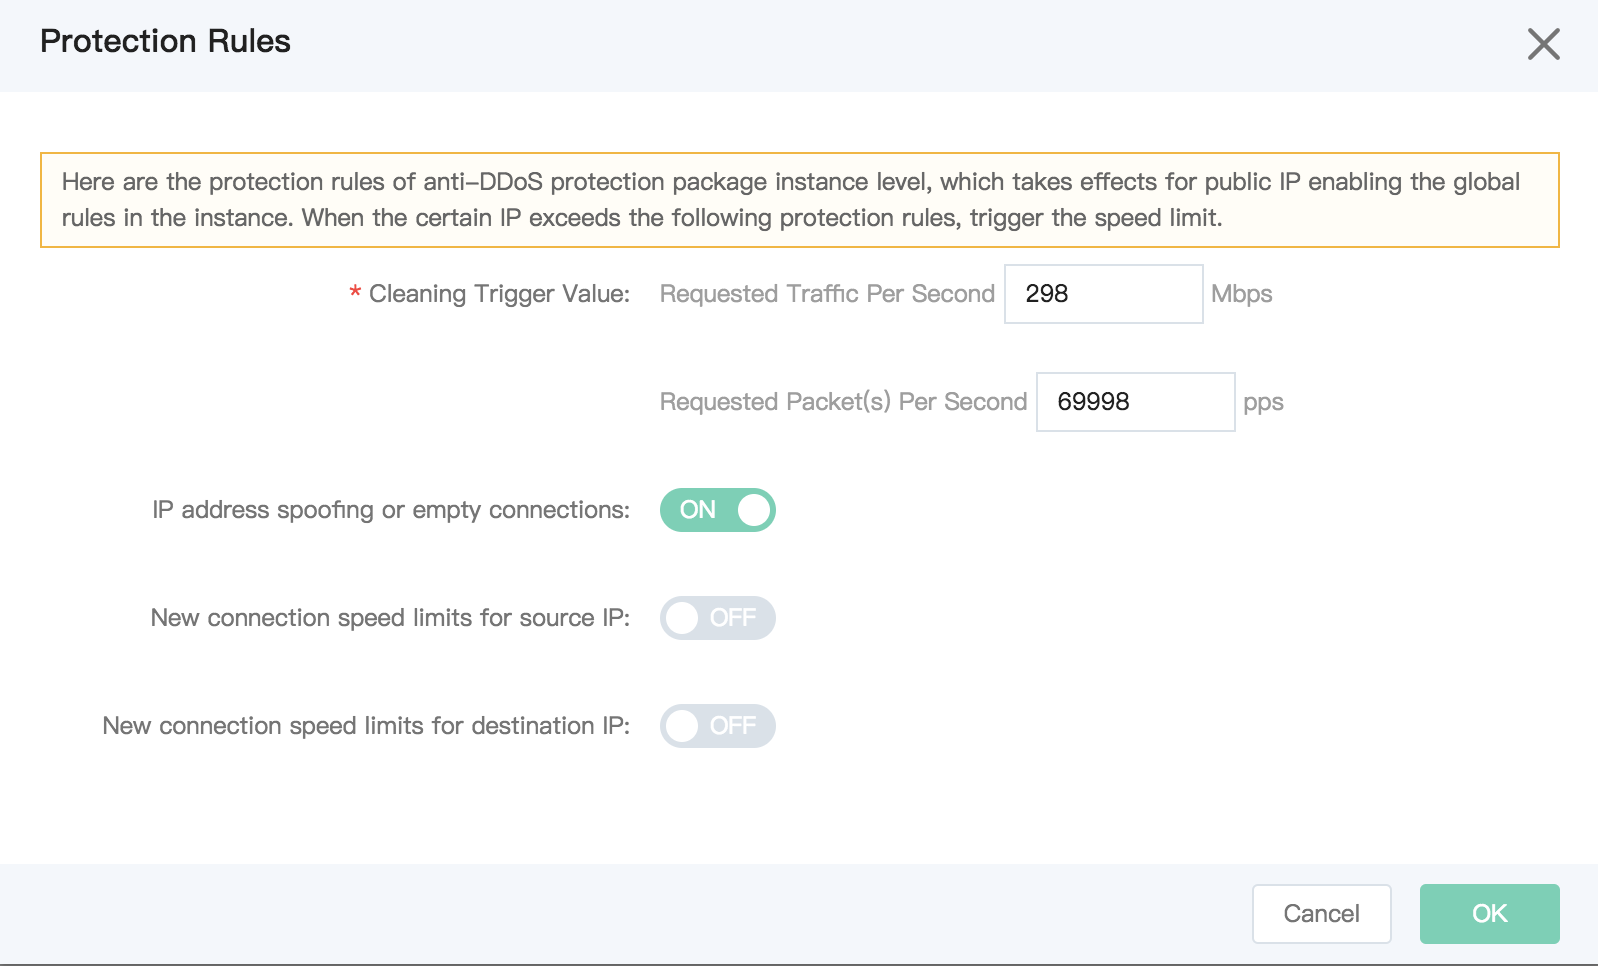 Protection Rules
Here are the protection rules of anti-DDoS protection package instance level, which takes effects for public IP enabling the global
rules in the instance. When the certain IP exceeds the following protection rules, trigger the speed limit.
* Cleaning Trigger Value: Requested Traffic Per Second 298 Mbps
Requested Packet(s) Per Second 69998 pps
IP address spoofing or empty connections: ON
New connection speed limits for source IP: OFF
New connection speed limits for destination IP: OFF
Cancel OK